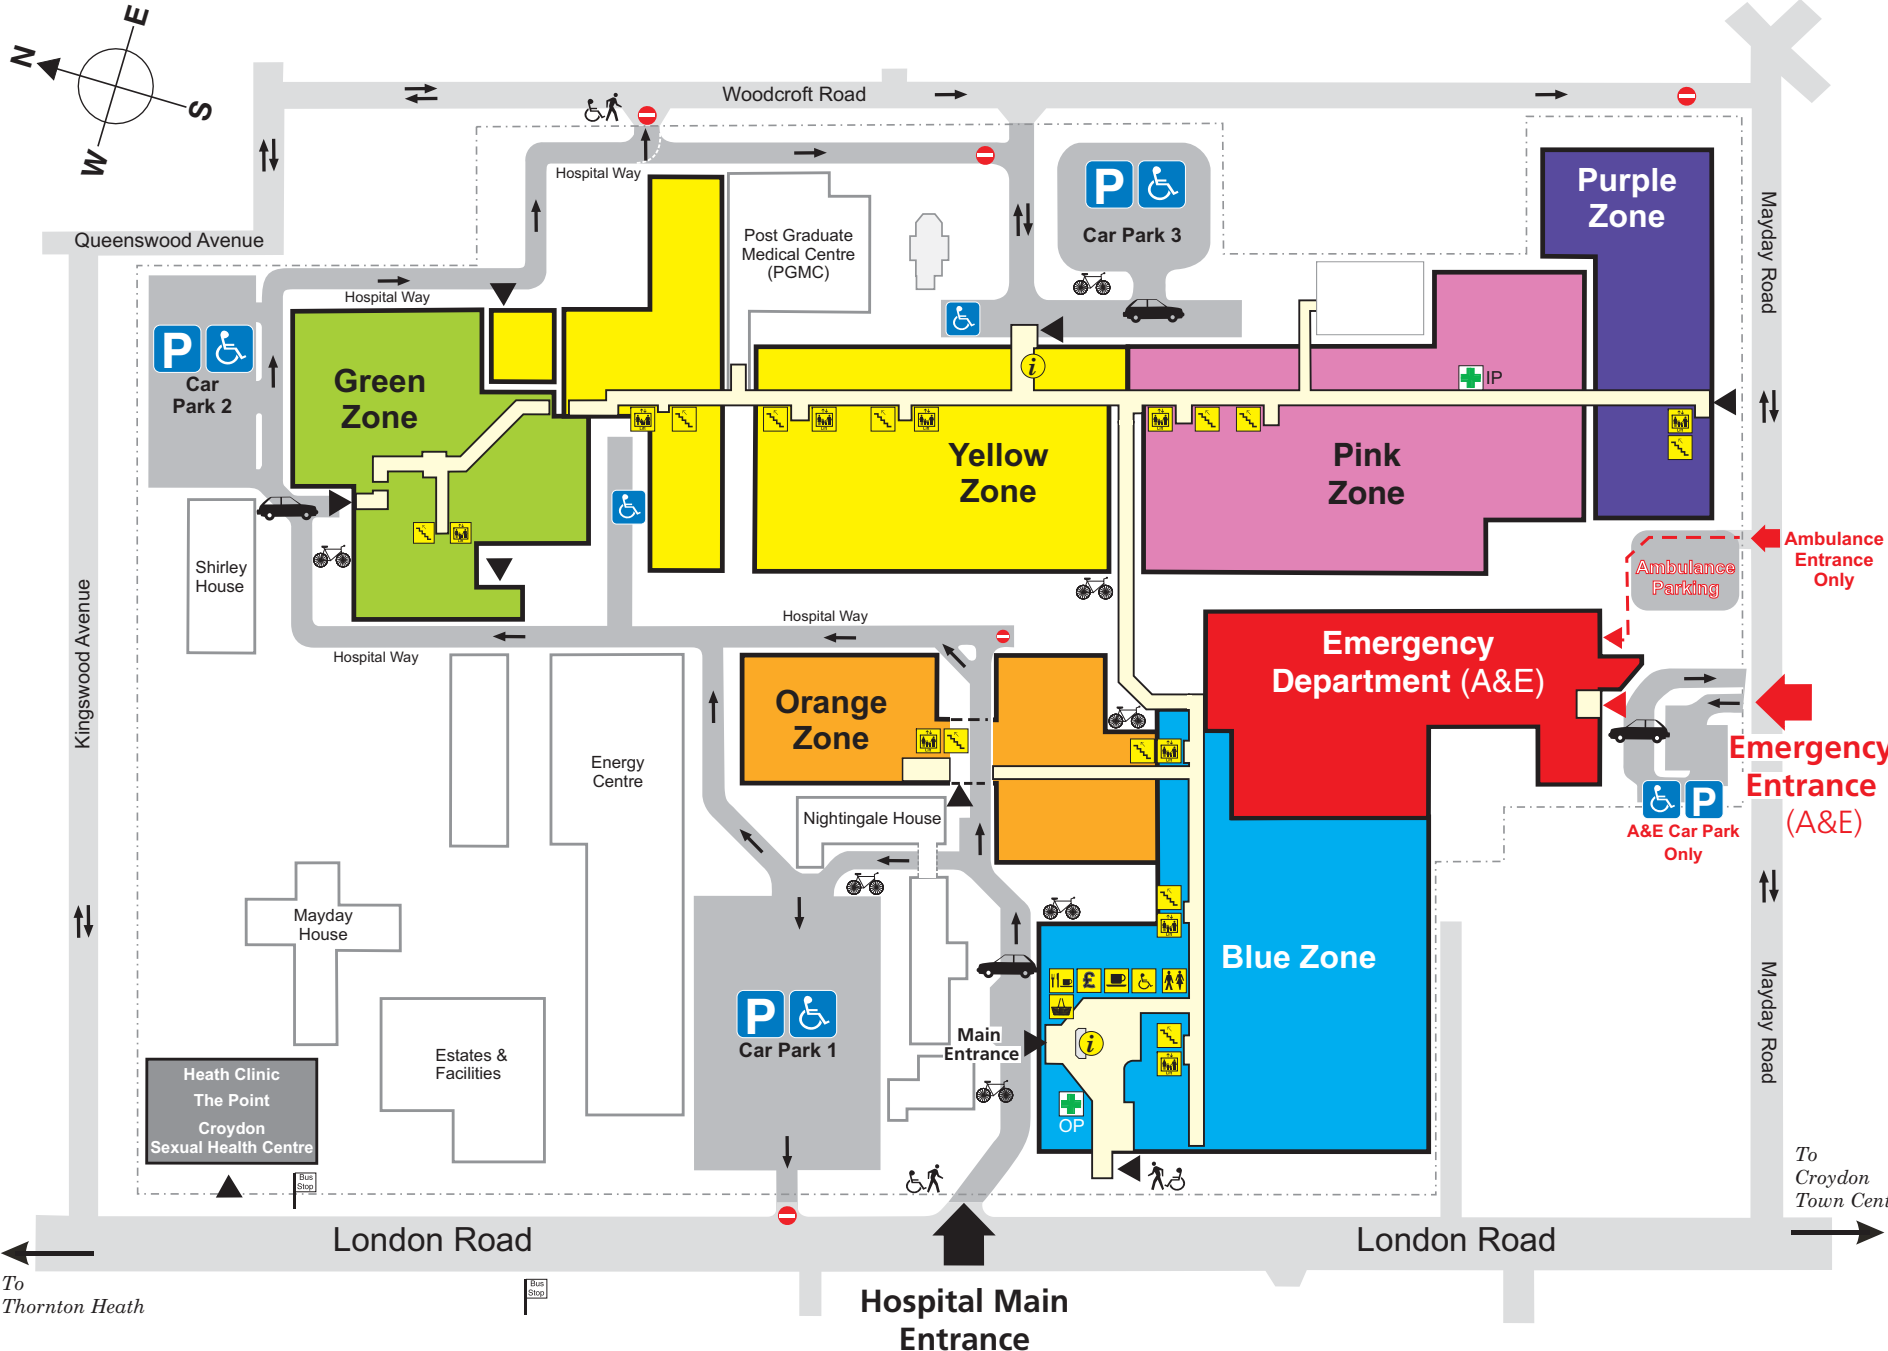 E
N
S
W
Woodcroft Road
Hospital Way
Queenswood Avenue
Hospital Way
Post Graduate
Medical Centre
(PGMC)
P
Car Park 3
Purple
Zone
Mayday Road
P
Car
Park 2
Green
Zone
i
IP
Yellow
Zone
Pink
Zone
Shirley
House
Kingswood Avenue
Ambulance
Entrance
Only
Ambulance
Parking
Hospital Way
Hospital Way
Emergency
Department (A&E)
Orange
Zone
Emergency
Entrance
(A&E)
P
A&E Car Park
Only
Energy
Centre
Nightingale House
Mayday
House
Blue Zone
£
P
Car Park 1
Main
Entrance
i
OP
Estates &
Facilities
Heath Clinic
The Point
Croydon
Sexual Health Centre
Mayday Road
Bus
Stop
To
Croydon
Town Cent
London Road
London Road
To
Thornton Heath
Bus
Stop
Hospital Main
Entrance